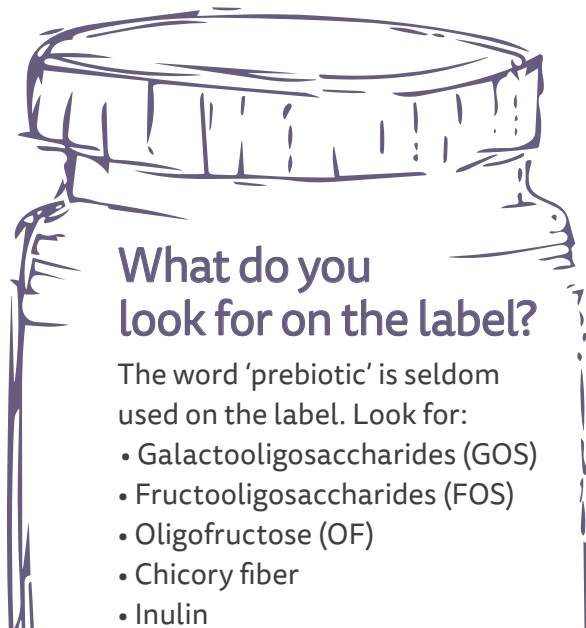 What do you
look for on the label?
The word ‘prebiotic’ is seldom
used on the label. Look for:
• Galactooligosaccharides (GOS)
• Fructooligosaccharides (FOS)
• Oligofructose (OF)
• Chicory fiber
• Inulin